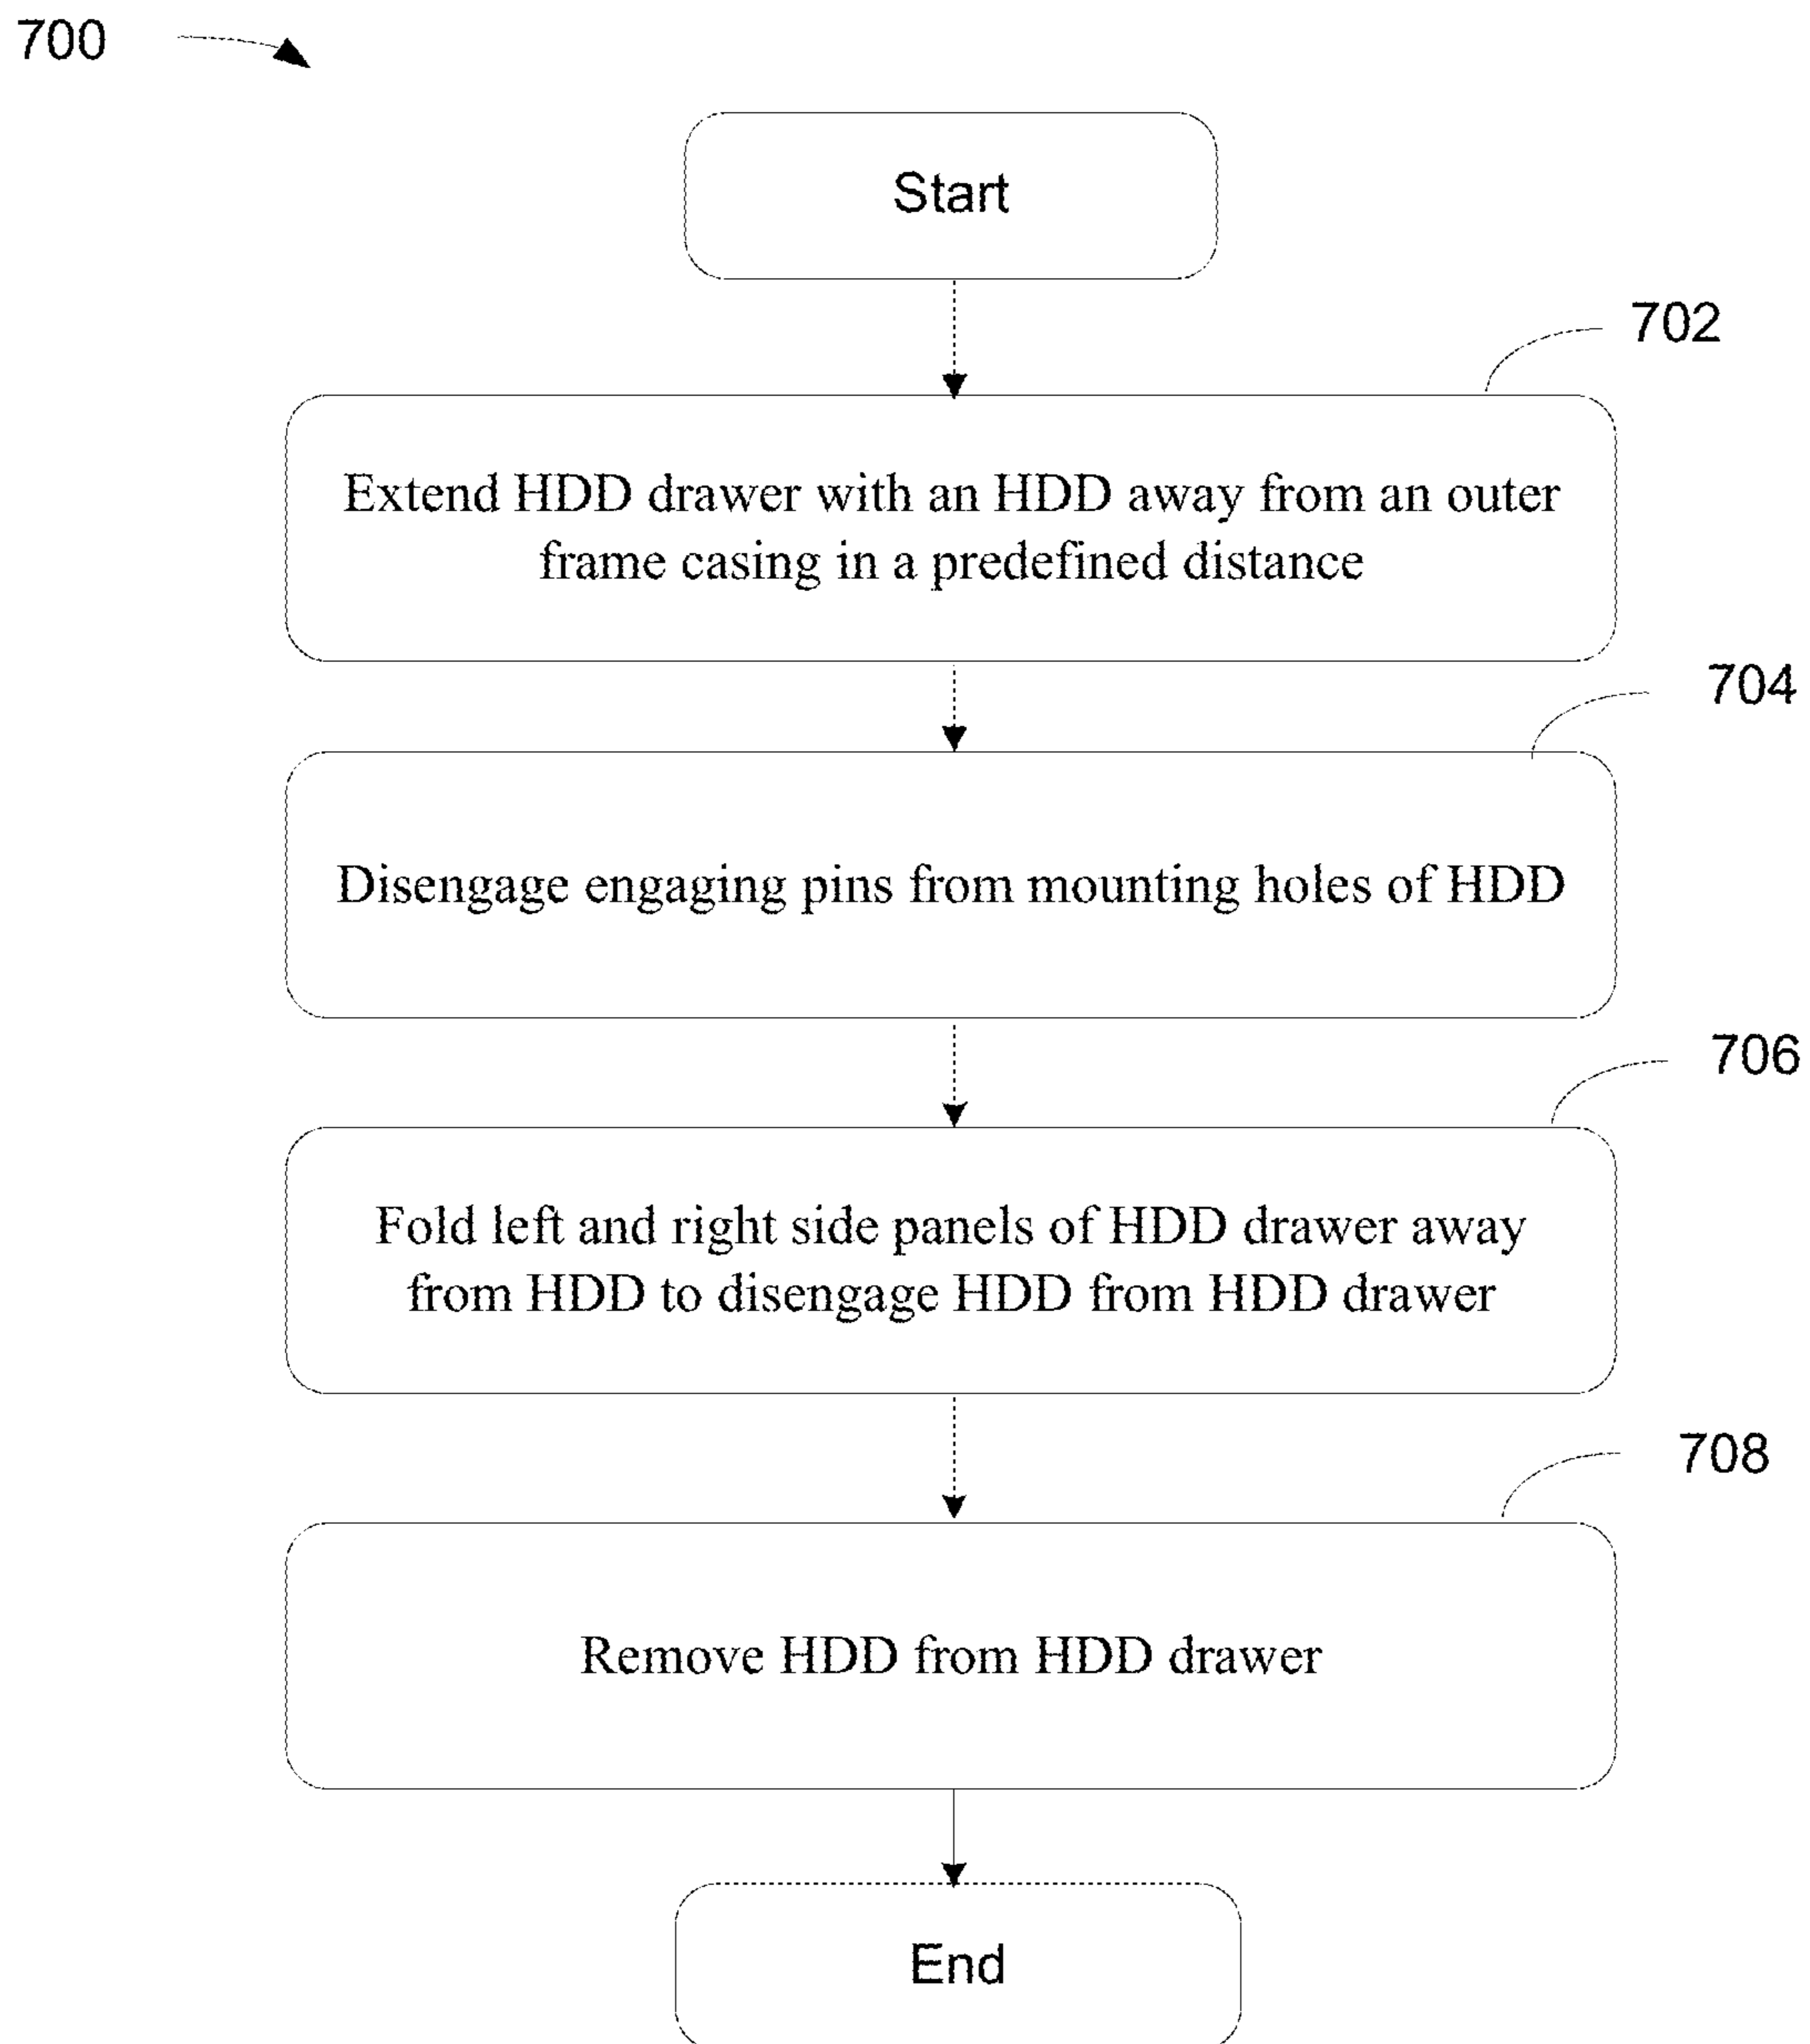 700
Start
702
Extend HDD drawer with an HDD away from an outer
frame casing in a predefined distance
704
Disengage engaging pins from mounting holes of HDD
706
Fold left and right side panels of HDD drawer away
from HDD to disengage HDD from HDD drawer
708
Remove HDD from HDD drawer
End